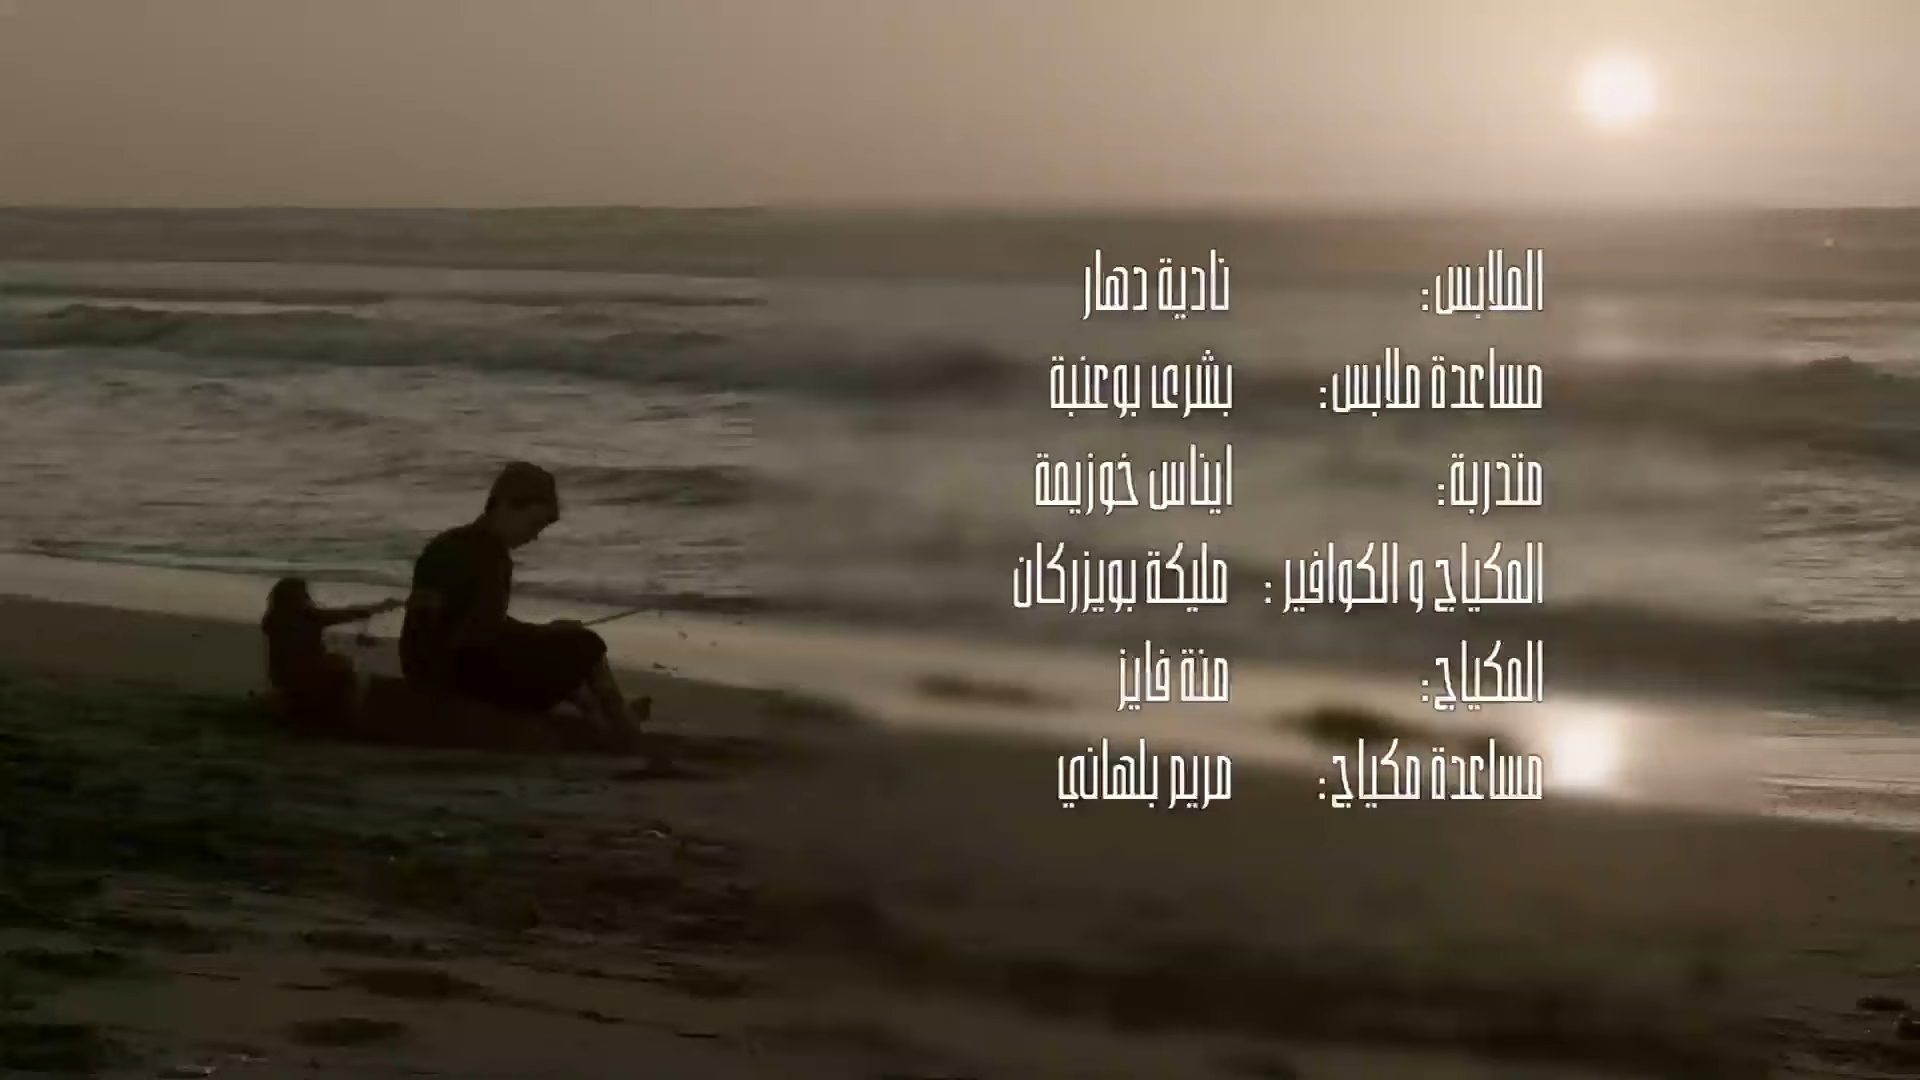 الملابس: نادية دهار
مساعدة ملابس: بشرى بوعنبة
متدربة: ايناس خوزيمة
المكياج و الكوافير : مليكة بويزركان
المكياج: منة فايز
مساعدة مكياج: مريم بلهاني